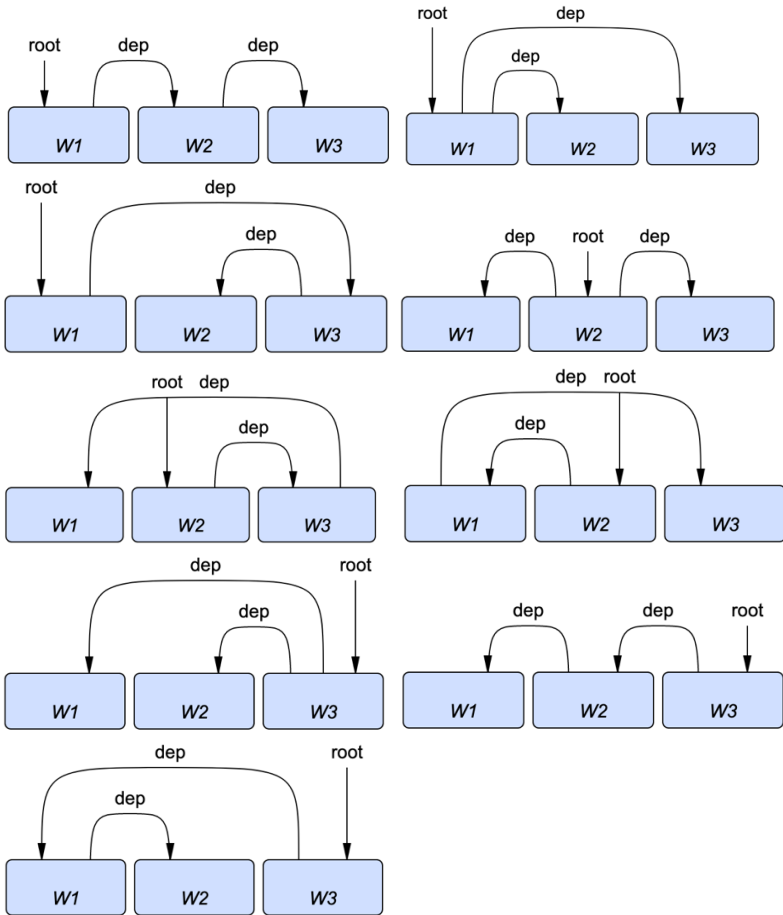 root dep dep
W1 W2 W3
root dep
dep
W1 W2 W3
root dep
dep
W1 W2 W3
dep root dep
W1 W2 W3
root dep
dep
W1 W2 W3
dep root
dep
W1 W2 W3
dep root
dep
W1 W2 W3
dep dep root
W1 W2 W3
dep root
dep
W1 W2 W3